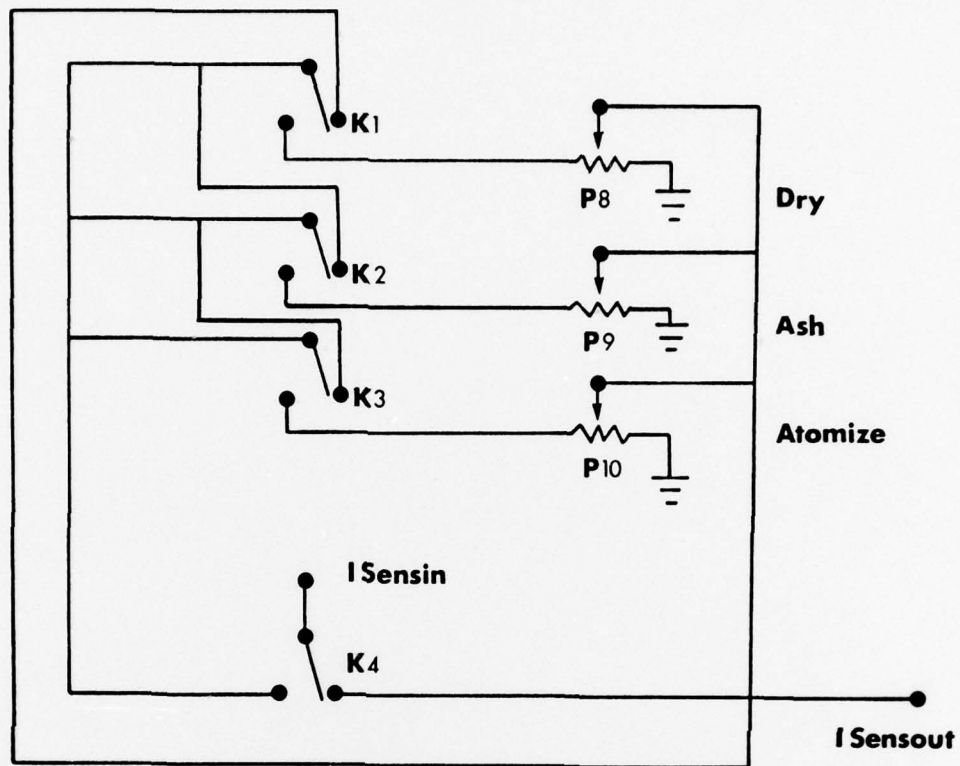 K1
P8
Dry
K2
P9
Ash
K3
P10
Atomize
I Sensin
K4
I Sensout